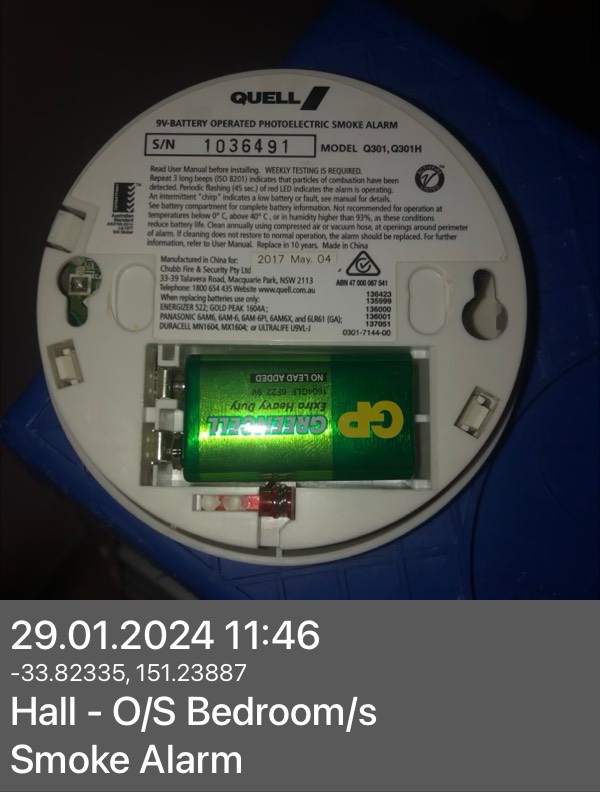 QUELL
9V-BATTERY OPERATED PHOTOELECTRIC SMOKE ALARM
S/N 1036491 MODEL Q301,Q301H
Read User Manual before installing. WEEKLY TESTING IS REQUIRED.
Repeat 3 long beeps (ISO 8201) indicates that particles of combustion have been
detected. Periodic flashing (45 sec.) of red LED indicates the alarm is operating.
An intermittent "chirp" indicates a low battery or fault, see manual for details.
See battery compartment for complete battery information. Not recommended for operation at
temperatures below 0° C, above 40° C, or in humidity higher than 93%, as these conditions
reduce battery life. Clean annually using compressed air or vacuum hose, at openings around perimeter
of alarm. If cleaning does not restore to normal operation, the alarm should be replaced. For further
information, refer to User Manual. Replace in 10 years. Made in China
Australian
Standard
Manufactured in China for: 2017 May. 04
Chubb Fire & Security Pty Ltd
33-39 Talavera Road, Macquarie Park, NSW 2113
Telephone: 1800 654 435 Website www.quell.com.au
When replacing batteries use only:
ENERGIZER 522; GOLD PEAK 1604A;
PANASONIC 6AM6, 6AM-6, 6AM-6PI, 6AM6X, and 6LR61 (GA);
DURACELL MN1604, MX1604; or ULTRALIFE U9VL-J
ABN 47 000 067 541
136423
135999
136000
136001
137051
0301-7144-00
GP
GREENCELL
Extra Heavy Duty
1604GLF 6F22 9V
NO LEAD ADDED
29.01.2024 11:46
-33.82335, 151.23887
Hall - O/S Bedroom/s
Smoke Alarm